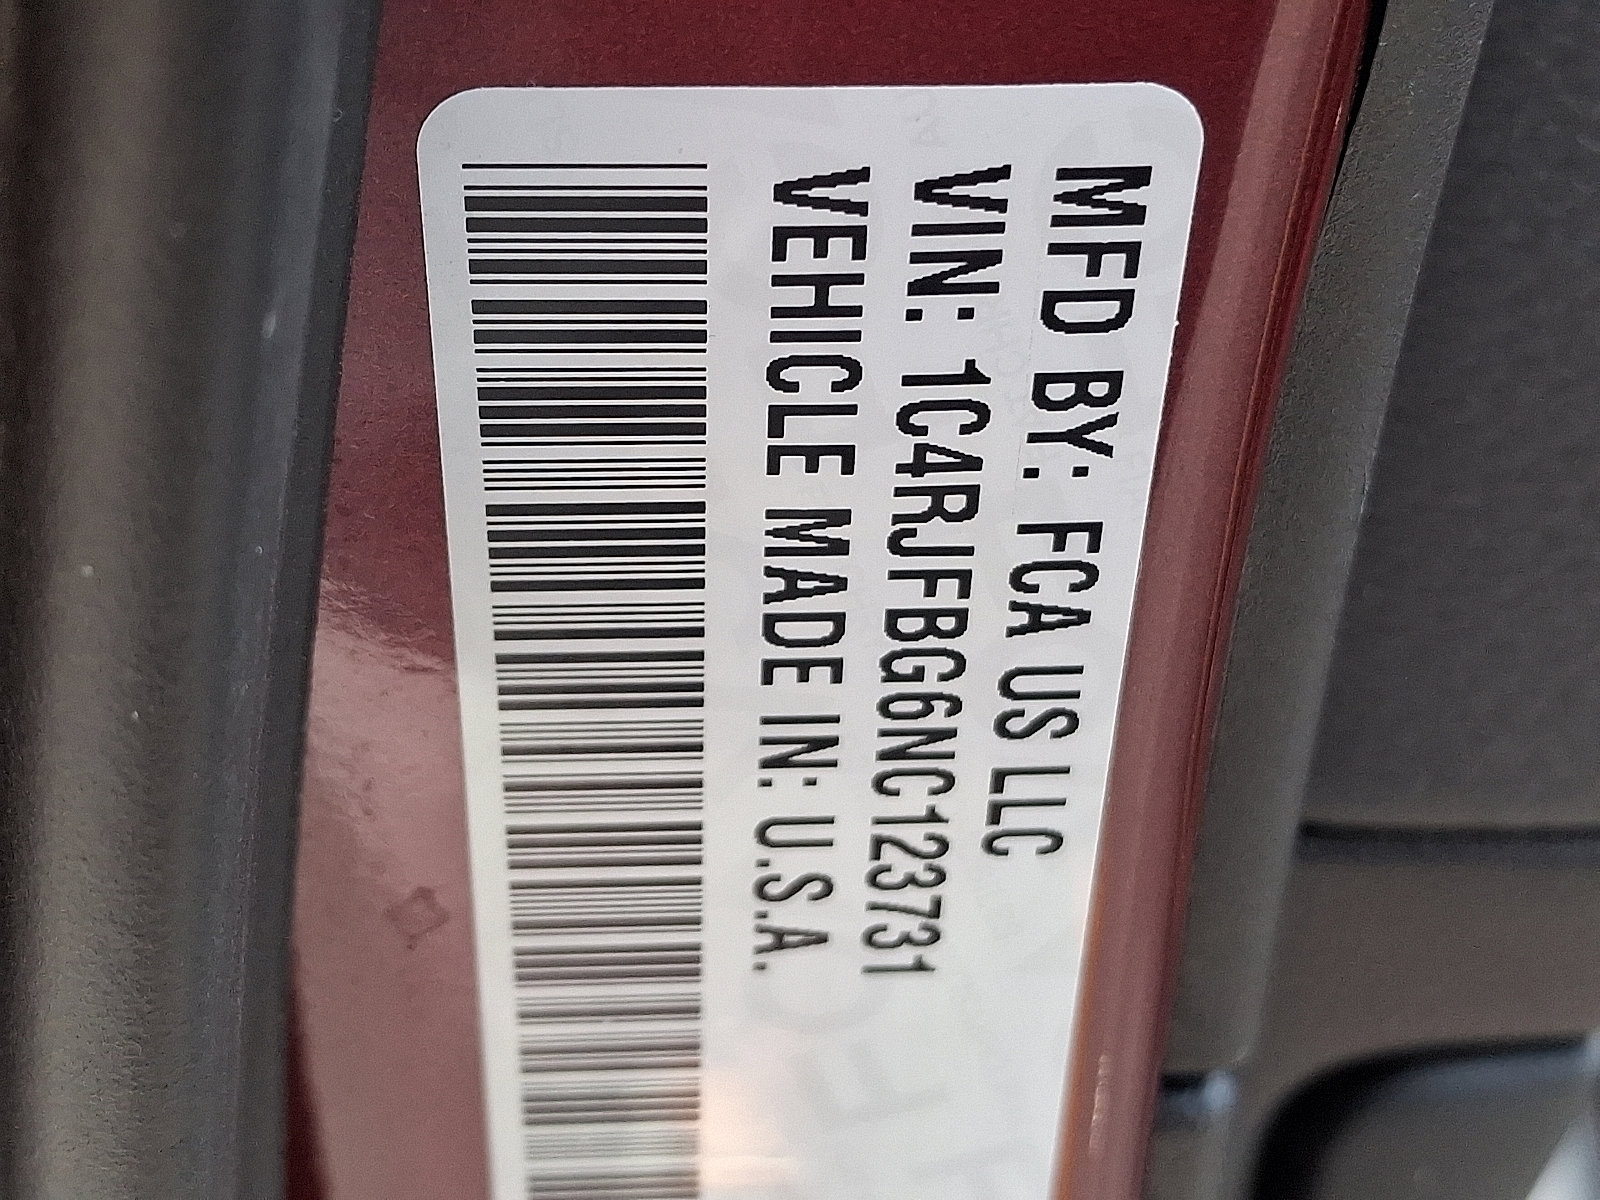 MFD BY: FCA US LLC
VIN: 1C4RJFBG6NC123731
VEHICLE MADE IN: U.S.A.